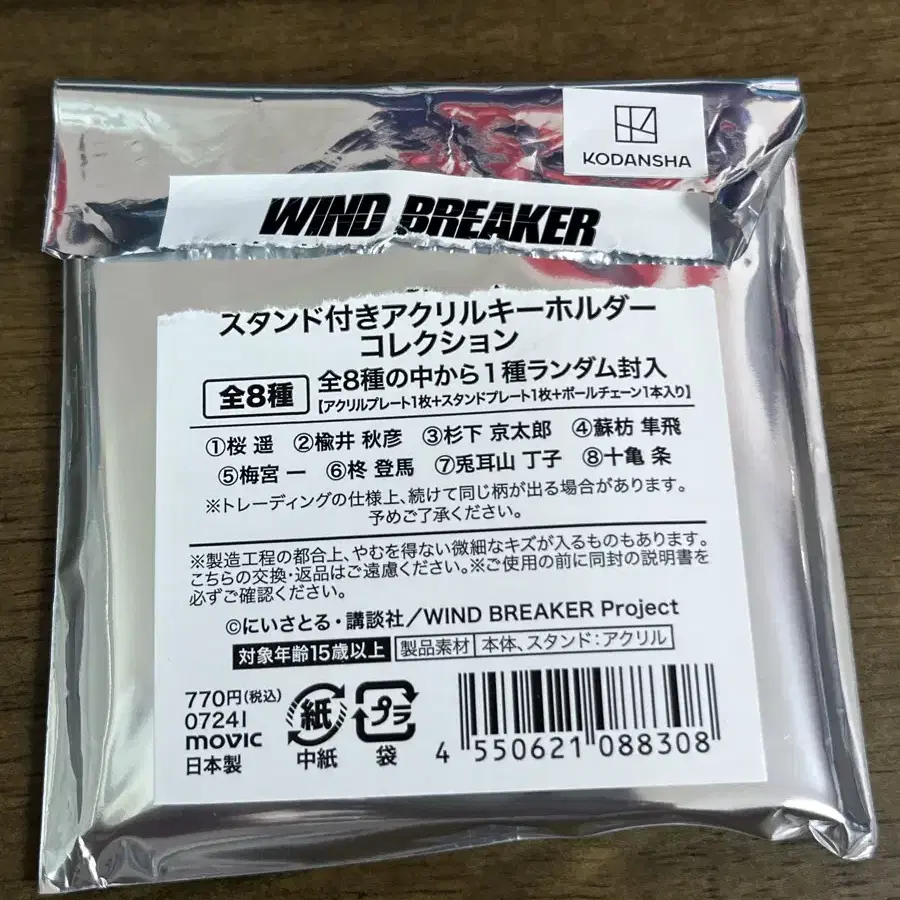 KODANSHA
WIND BREAKER
スタンド付きアクリルキーホルダー
コレクション
全8種
全8種の中から1種ランダム封入
【アクリルプレート1枚+スタンドプレート1枚+ボールチェーン1本入り】
①桜 遥 ②楡井 秋彦 ③杉下 京太郎 ④蘇枋 隼飛
⑤梅宮 一 ⑥柊 登馬 ⑦兎耳山 丁子 ⑧十亀 条
※トレーディングの仕様上、続けて同じ柄が出る場合があります。
予めご了承ください。
※製造工程の都合上、やむを得ない微細なキズが入るものもあります。
こちらの交換・返品はご遠慮ください。※ご使用の前に同封の説明書を
必ずご確認ください。
©にいさとる・講談社/WIND BREAKER Project
対象年齢15歳以上 製品素材 本体、スタンド:アクリル
770円(税込)
07241
movic
日本製
紙
中紙
プラ
袋
4 550621 088308